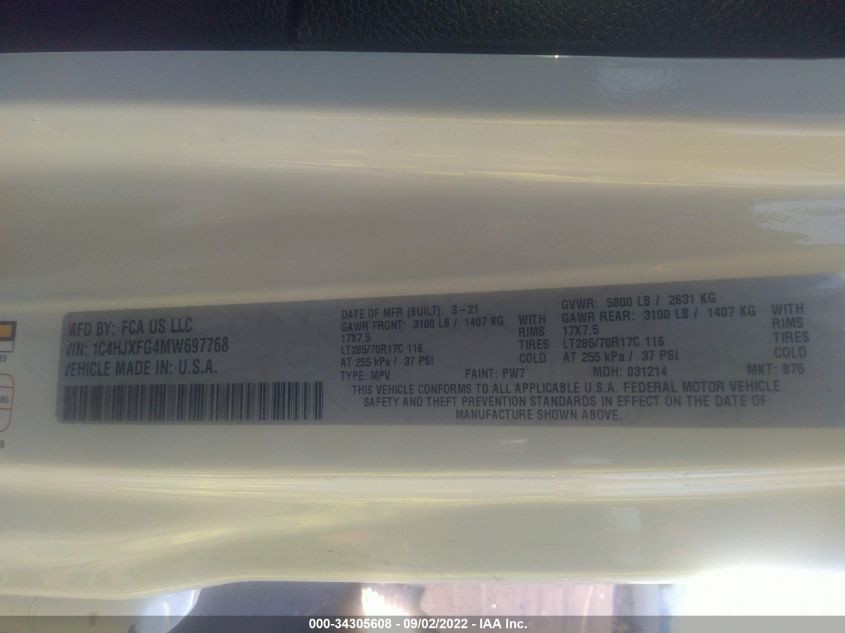 MFD BY: FCA US LLC
VIN: 1C4HJXFG4MW697768
VEHICLE MADE IN: U.S.A.
DATE OF MFR (BUILT): 3-21
GAWR FRONT: 3100 LB / 1407 KG WITH
17X7.5 RIMS
LT285/70R17C 116 TIRES
AT 255 kPa / 37 PSI COLD
TYPE: MPV PAINT: PW7
GVWR: 5800 LB / 2631 KG
GAWR REAR: 3100 LB / 1407 KG WITH
17X7.5 RIMS
LT285/70R17C 116 TIRES
AT 255 kPa / 37 PSI COLD
MDH: 031214 MKT: 875
THIS VEHICLE CONFORMS TO ALL APPLICABLE U.S.A. FEDERAL MOTOR VEHICLE
SAFETY AND THEFT PREVENTION STANDARDS IN EFFECT ON THE DATE OF
MANUFACTURE SHOWN ABOVE.
000-34305608 - 09/02/2022 - IAA Inc.